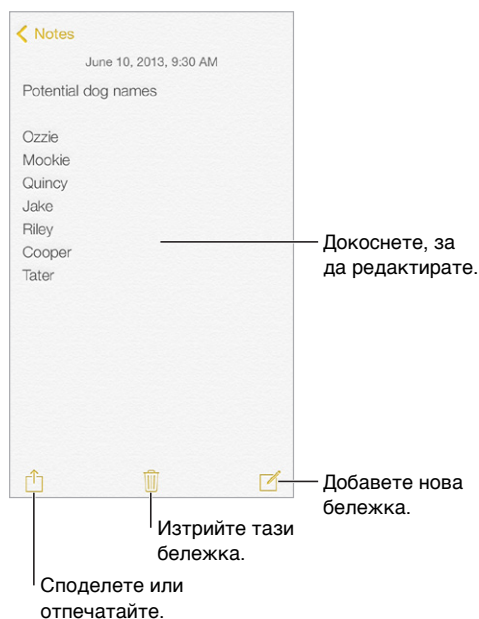 Notes
June 10, 2013, 9:30 AM
Potential dog names
Ozzie
Mookie
Quincy
Jake
Riley
Cooper
Tater
Докоснете, за
да редактирате.
Добавете нова
бележка.
Изтрийте тази
бележка.
Споделете или
отпечатайте.